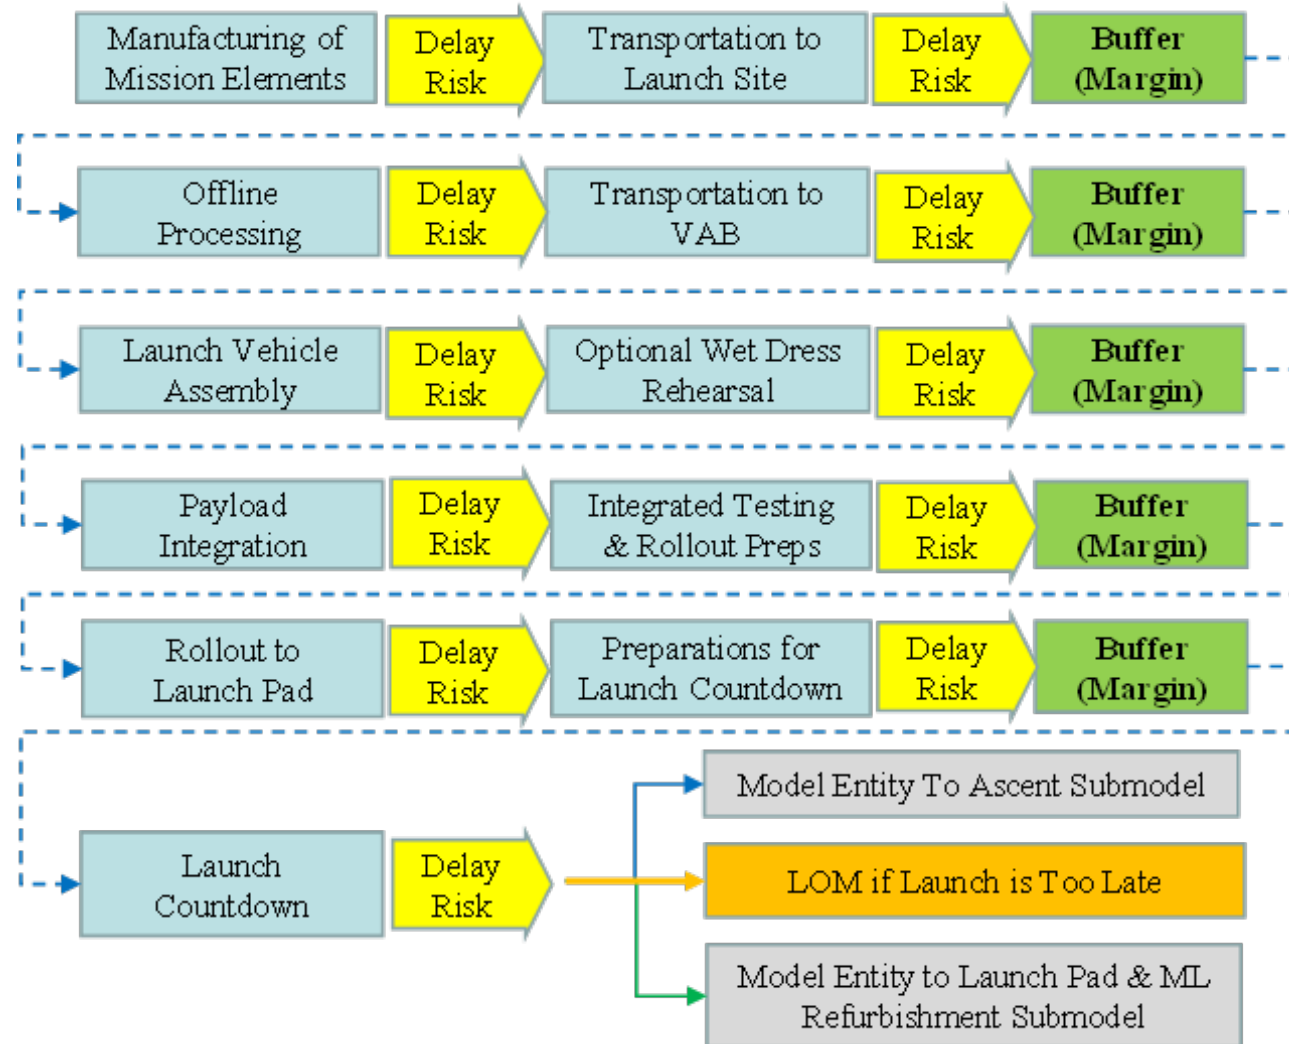 Manufacturing of
Mission Elements
Delay
Risk
Transportation to
Launch Site
Delay
Risk
Buffer
(Margin)
Offline
Processing
Delay
Risk
Transportation to
VAB
Delay
Risk
Buffer
(Margin)
Launch Vehicle
Assembly
Delay
Risk
Optional Wet Dress
Rehearsal
Delay
Risk
Buffer
(Margin)
Payload
Integration
Delay
Risk
Integrated Testing
& Rollout Preps
Delay
Risk
Buffer
(Margin)
Rollout to
Launch Pad
Delay
Risk
Preparations for
Launch Countdown
Delay
Risk
Buffer
(Margin)
Launch
Countdown
Delay
Risk
Model Entity To Ascent Submodel
LOM if Launch is Too Late
Model Entity to Launch Pad & ML
Refurbishment Submodel